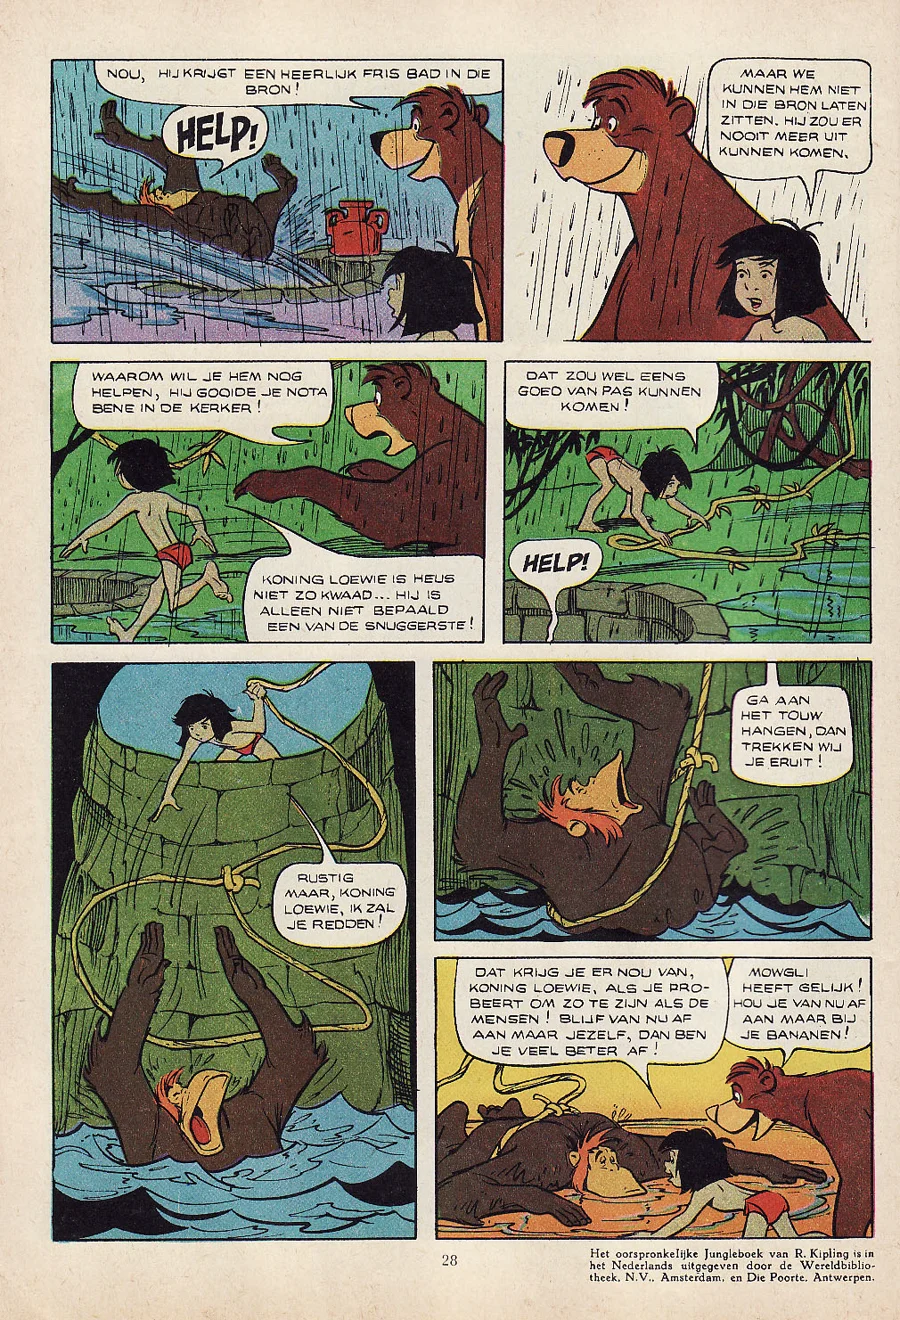 NOU, HIJ KRIJGT EEN HEERLIJK FRIS BAD IN DE
BRON!
HELP!
MAAR WE
KUNNEN HEM NIET
IN DIE BRON LATEN
ZITTEN. HIJ ZOU ER
NOOIT MEER UIT
KUNNEN KOMEN.
WAAROM WIL JE HEM NOG
HELPEN, HIJ GOOIDE JE NOTA
BENE IN DE KERKER!
KONING LOEWIE IS HEUS
NIET ZO KWAAD... HIJ IS
ALLEEN NIET BEPAALD
EEN VAN DE SNUGGERSTE!
DAT ZOU WEL EENS
GOED VAN PAS KUNNEN
KOMEN!
HELP!
RUSTIG
MAAR, KONING
LOEWIE, IK ZAL
JE REDDEN!
GA AAN
HET TOUW
HANGEN, DAN
TREKKEN WIJ
JE ERUIT!
DAT KRIJG JE ER NOU VAN,
KONING LOEWIE, ALS JE PRO-
BEERT OM ZO TE ZIJN ALS DE
MENSEN! BLIJF VAN NU AF
AAN MAAR JEZELF, DAN BEN
JE VEEL BETER AF!
MOWGLI
HEEFT GELIJK!
HOU JE VAN NU AF
AAN MAAR BIJ
JE BANANEN!
28
Het oorspronkelijke Jungleboek van R. Kipling is in
het Nederlands uitgegeven door de Wereldbiblio-
theek, N.V., Amsterdam, en Die Poorte, Antwerpen.